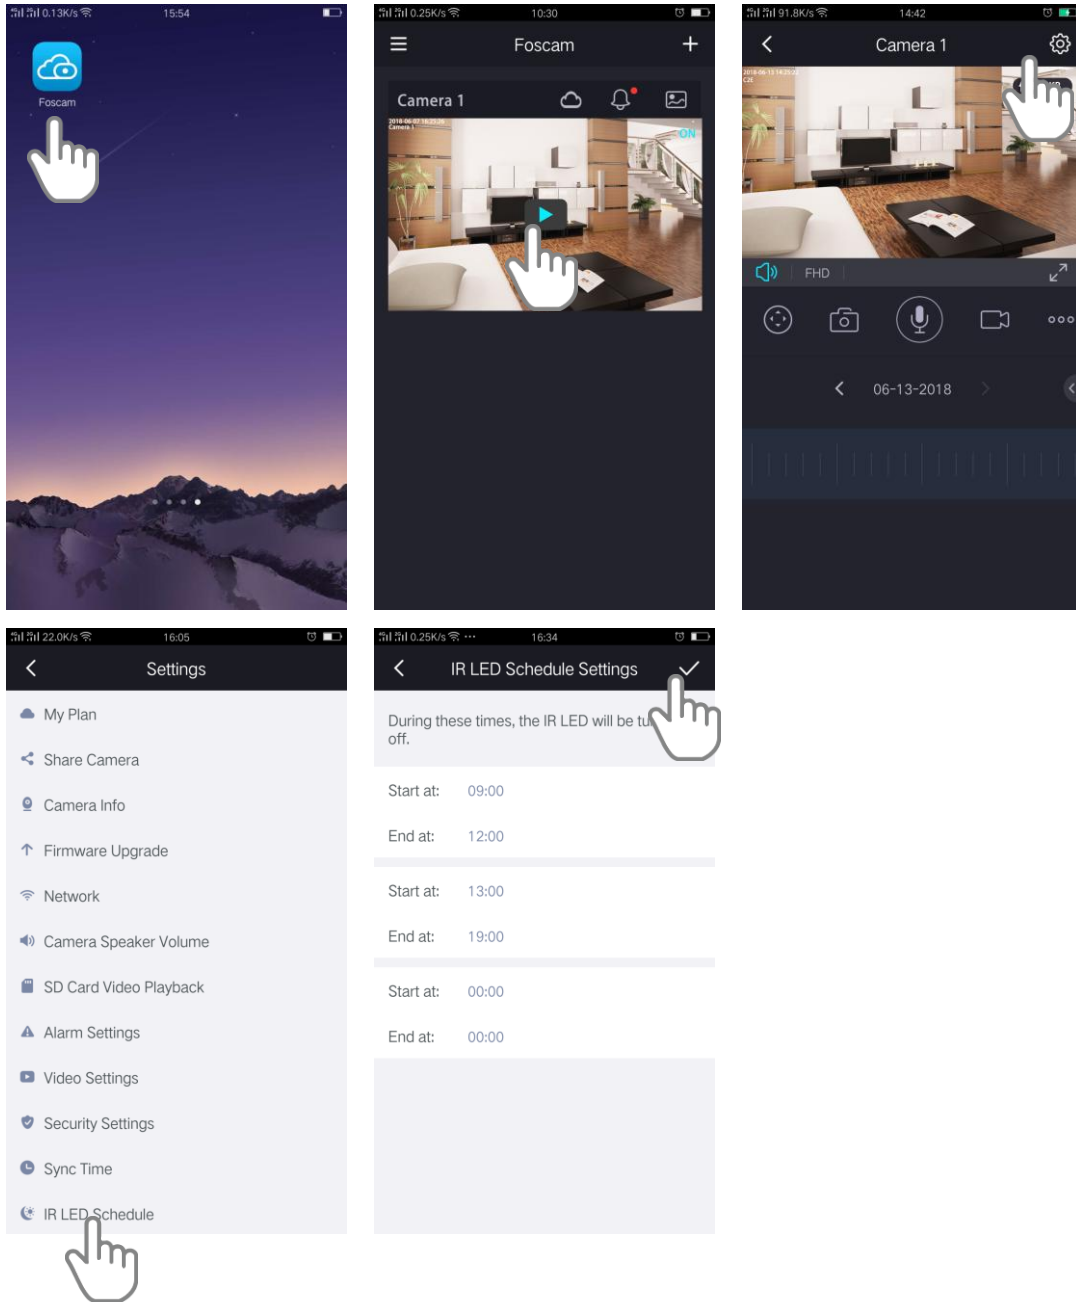 0.13K/s
15:54
Foscam
0.25K/s
10:30
Foscam
Camera 1
Camera 1
ON
91.8K/s
14:42
Camera 1
C2E
FHD
06-13-2018
22.0K/s
16:05
Settings
My Plan
Share Camera
Camera Info
Firmware Upgrade
Network
Camera Speaker Volume
SD Card Video Playback
Alarm Settings
Video Settings
Security Settings
Sync Time
IR LED Schedule
0.25K/s ···
16:34
IR LED Schedule Settings
During these times, the IR LED will be tu
off.
Start at: 09:00
End at: 12:00
Start at: 13:00
End at: 19:00
Start at: 00:00
End at: 00:00